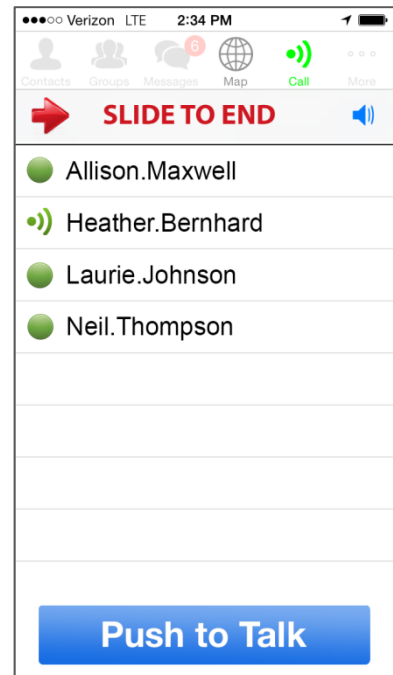 Verizon LTE 2:34 PM
6
Contacts Groups Messages Map Call More
SLIDE TO END
Allison.Maxwell
Heather.Bernhard
Laurie.Johnson
Neil.Thompson
Push to Talk